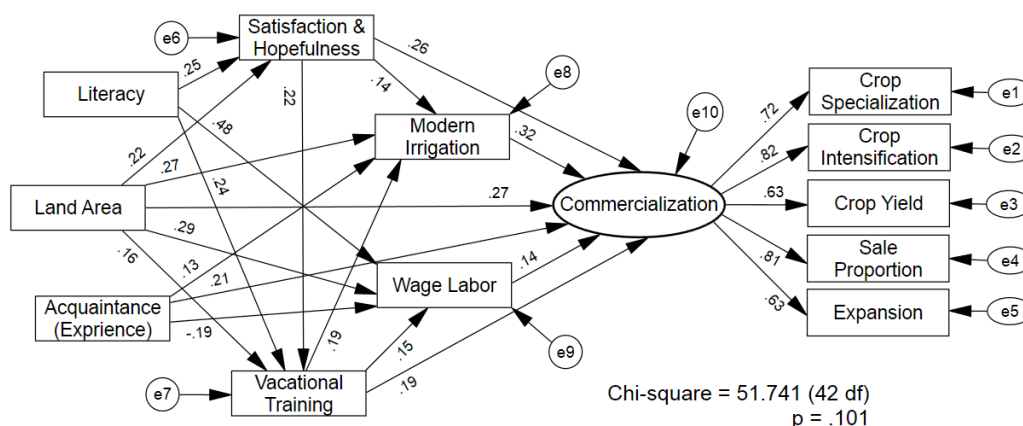 e6
Satisfaction &
Hopefulness
.26
.25
Literacy
.22
.14
e8
Crop
Specialization
e1
.72
e10
.48
Modern
Irrigation
.32
.82
Crop
Intensification
e2
.22
.27
.24
Land Area
.27
Commercialization
.63
Crop Yield
e3
.29
.16
.13
.21
.14
.81
Sale
Proportion
e4
Acquaintance
(Exprience)
-.19
Wage Labor
.63
Expansion
e5
.19
.15
e9
e7
Vacational
Training
.19
Chi-square = 51.741 (42 df)
p = .101